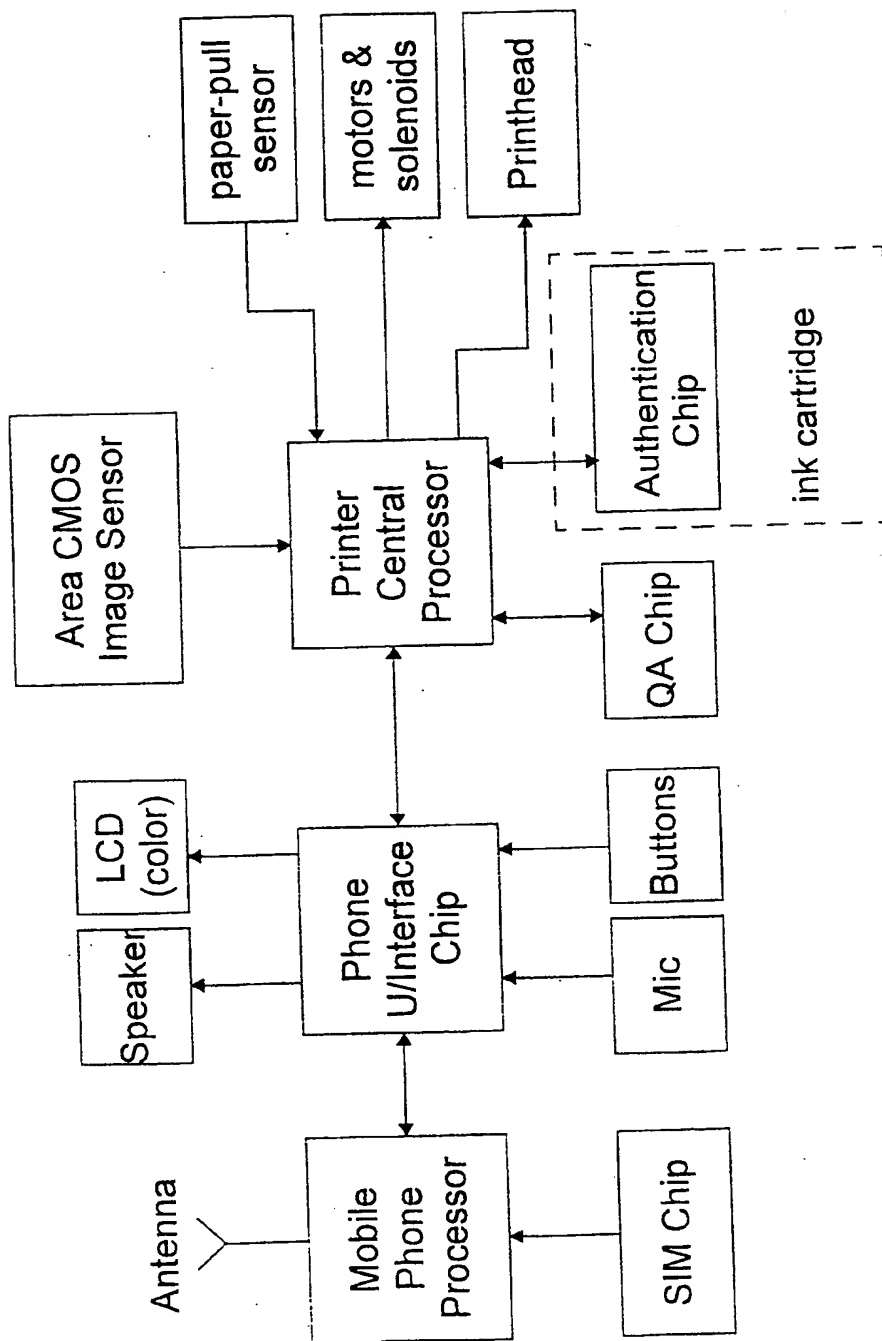 Antenna
Mobile
Phone
Processor
SIM Chip
Speaker
LCD
(color)
Phone
U/Interface
Chip
Mic
Buttons
Area CMOS
Image Sensor
Printer
Central
Processor
QA Chip
Authentication
Chip
ink cartridge
paper-pull
sensor
motors &
solenoids
Printhead